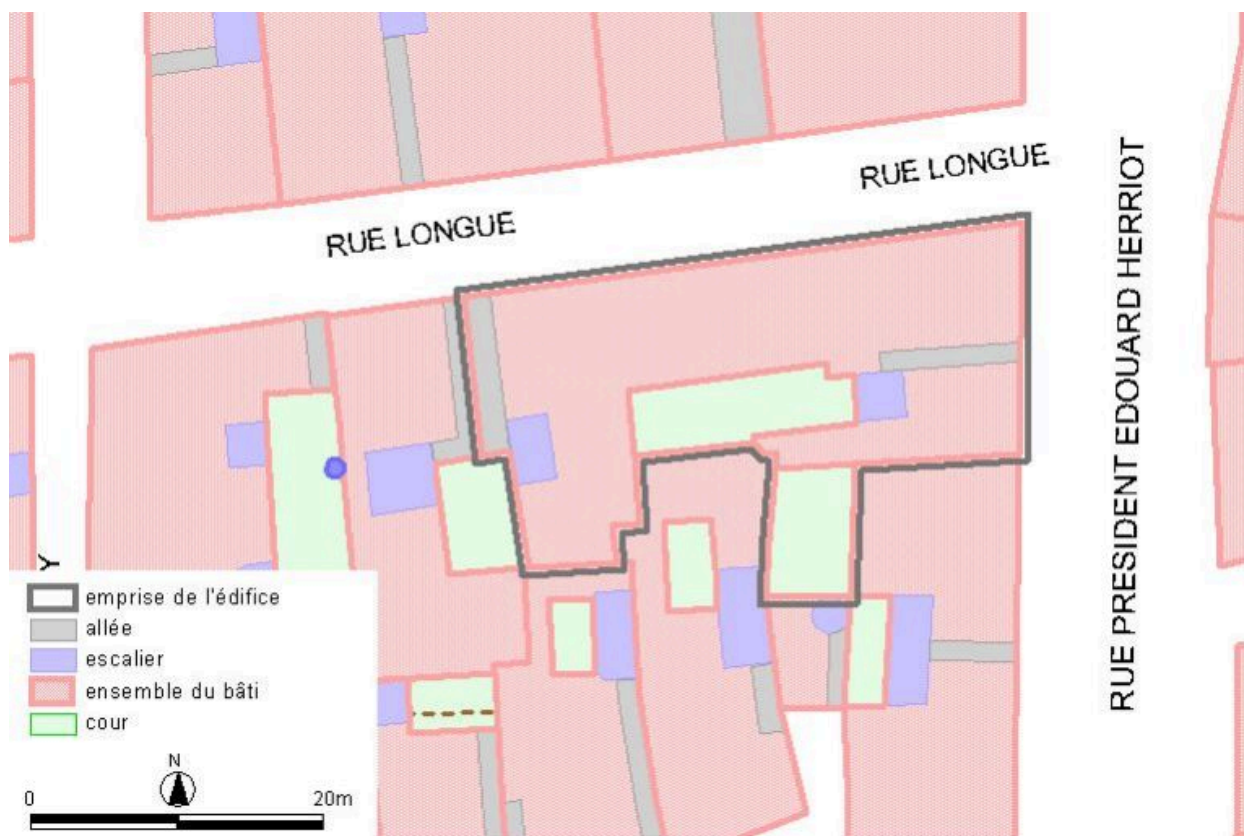 RUE LONGUE
RUE LONGUE
RUE PRESIDENT EDOUARD HERRIOT
Y
emprise de l'édifice
allée
escalier
ensemble du bâti
cour
N
0 20m